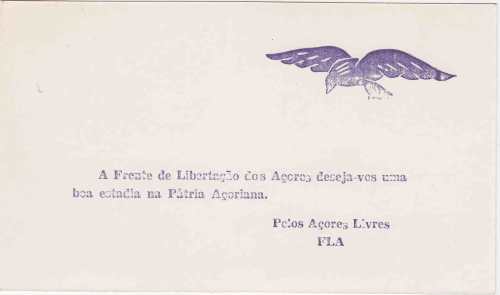 A Frente de Libertação dos Açores deseja-vos uma
boa estadia na Pátria Açoriana.
Pelos Açores Livres
FLA